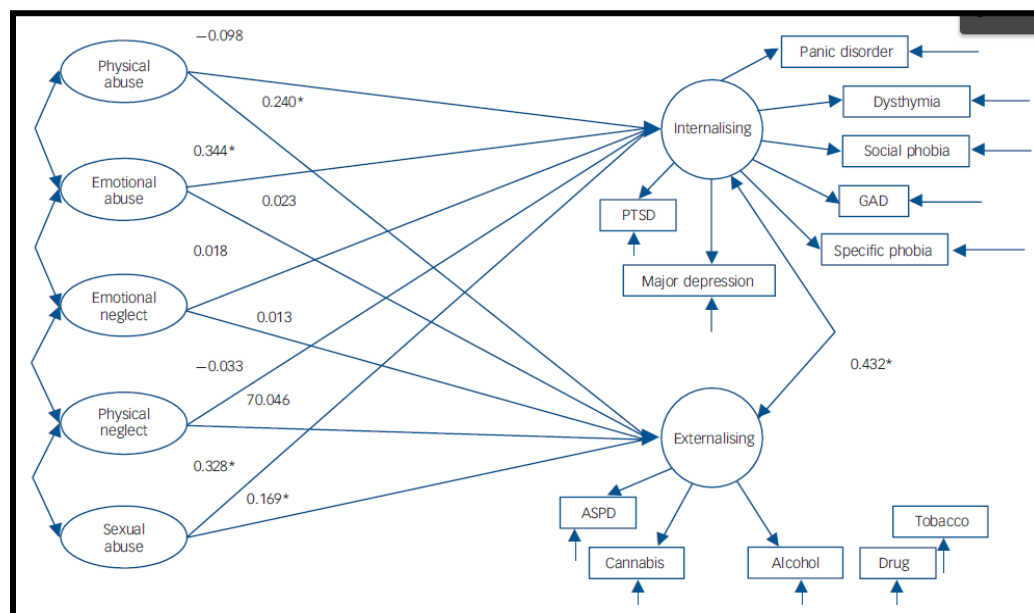 −0.098
Physical
abuse
0.240*
0.344*
Emotional
abuse
0.023
0.018
Emotional
neglect
0.013
−0.033
Physical
neglect
70.046
0.328*
0.169*
Sexual
abuse
Panic disorder
Dysthymia
Internalising
Social phobia
GAD
PTSD
Specific phobia
Major depression
0.432*
Externalising
ASPD
Tobacco
Cannabis
Alcohol
Drug